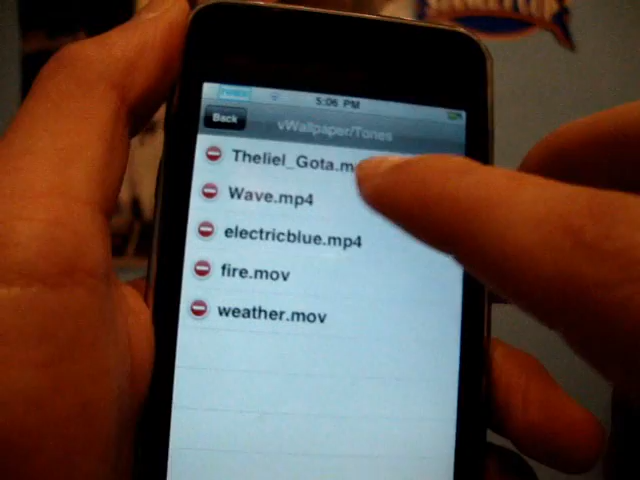 5:06 PM
Back
vWallpaper/Tones
Theliel_Gota.m
Wave.mp4
electricblue.mp4
fire.mov
weather.mov